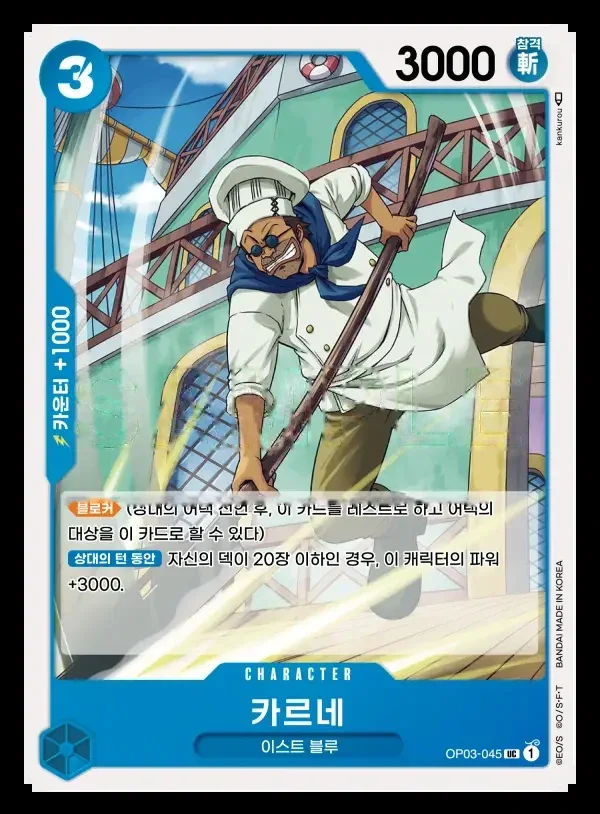 3
3000
참격
斬
kankurou
카운터 +1000
블로커 (상대의 어택 선언 후, 이 카드를 레스트로 하고 어택의
대상을 이 카드로 할 수 있다)
상대의 턴 동안 자신의 덱이 20장 이하인 경우, 이 캐릭터의 파워
+3000.
CHARACTER
카르네
이스트 블루
OP03-045 UC 1
©EO/S ©O/S·F·T BANDAI MADE IN KOREA